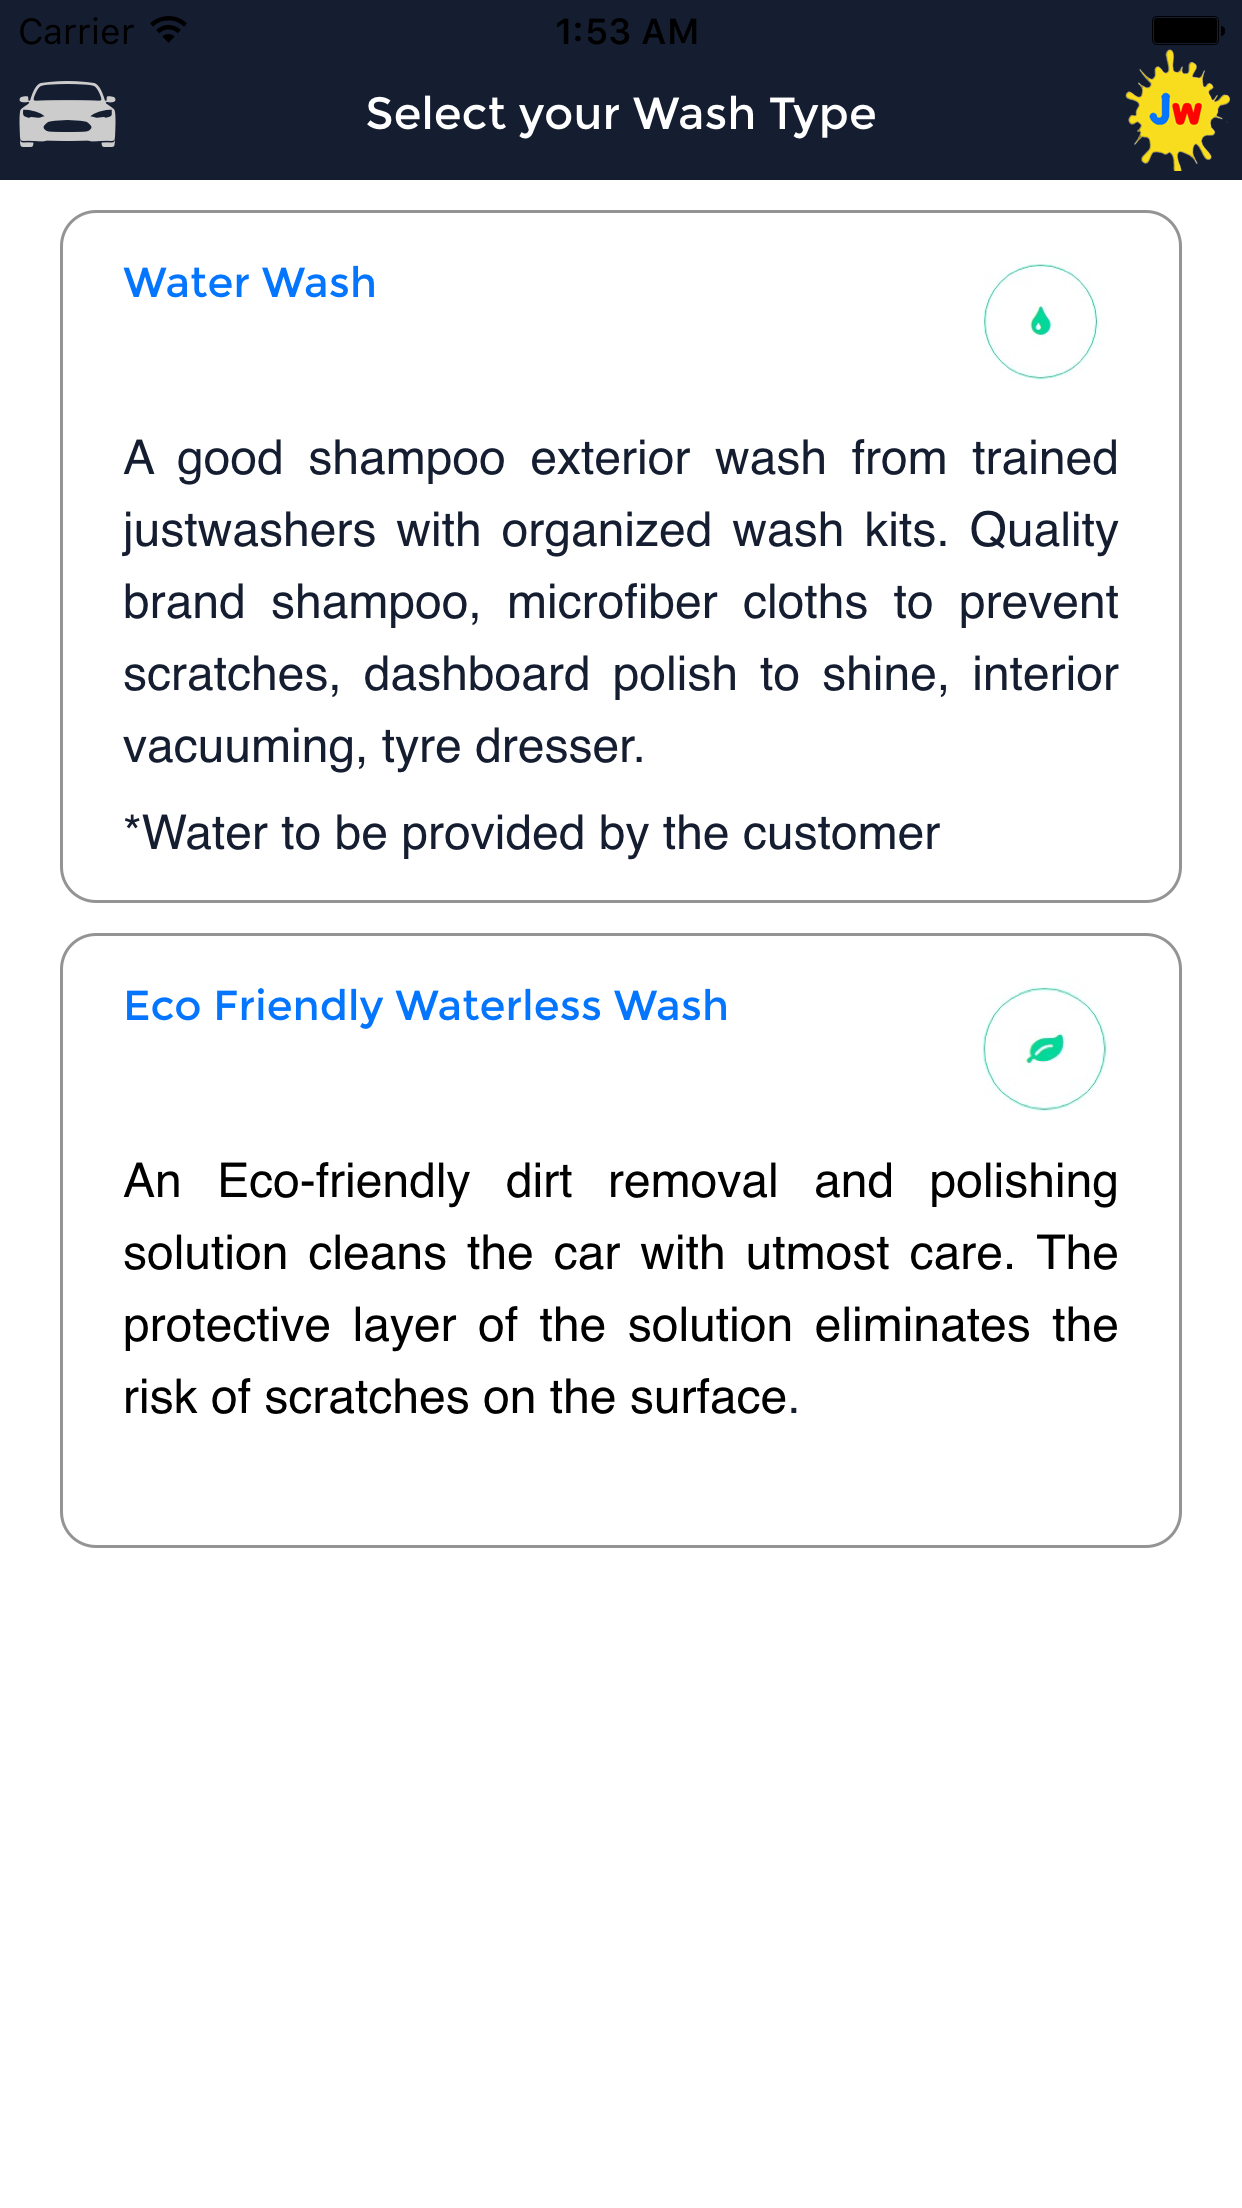 Carrier
1:53 AM
Select your Wash Type
Jw
Water Wash
A good shampoo exterior wash from trained
justwashers with organized wash kits. Quality
brand shampoo, microfiber cloths to prevent
scratches, dashboard polish to shine, interior
vacuuming, tyre dresser.
*Water to be provided by the customer
Eco Friendly Waterless Wash
An Eco-friendly dirt removal and polishing
solution cleans the car with utmost care. The
protective layer of the solution eliminates the
risk of scratches on the surface.